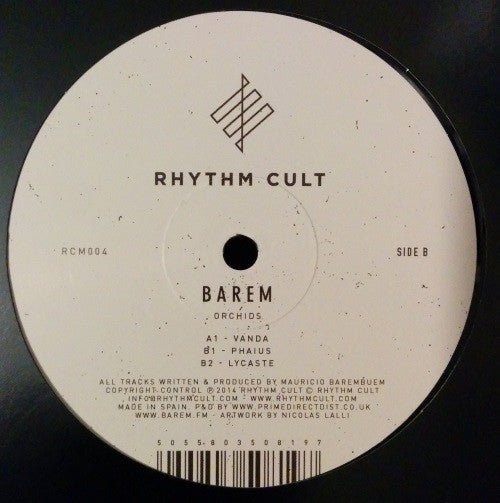 RHYTHM CULT
RCM004
SIDE B
BAREM
ORCHIDS
A1 - VANDA
B1 - PHAIUS
B2 - LYCASTE
ALL TRACKS WRITTEN & PRODUCED BY MAURICIO BAREMBUEM
COPYRIGHT CONTROL ℗ 2014 RHYTHM CULT © RHYTHM CULT
INFO@RHYTHMCULT.COM - WWW.RHYTHMCULT.COM
MADE IN SPAIN. P&D BY WWW.PRIMEDIRECTDIST.CO.UK
WWW.BAREM.FM - ARTWORK BY NICOLAS LALLI
5055803508197